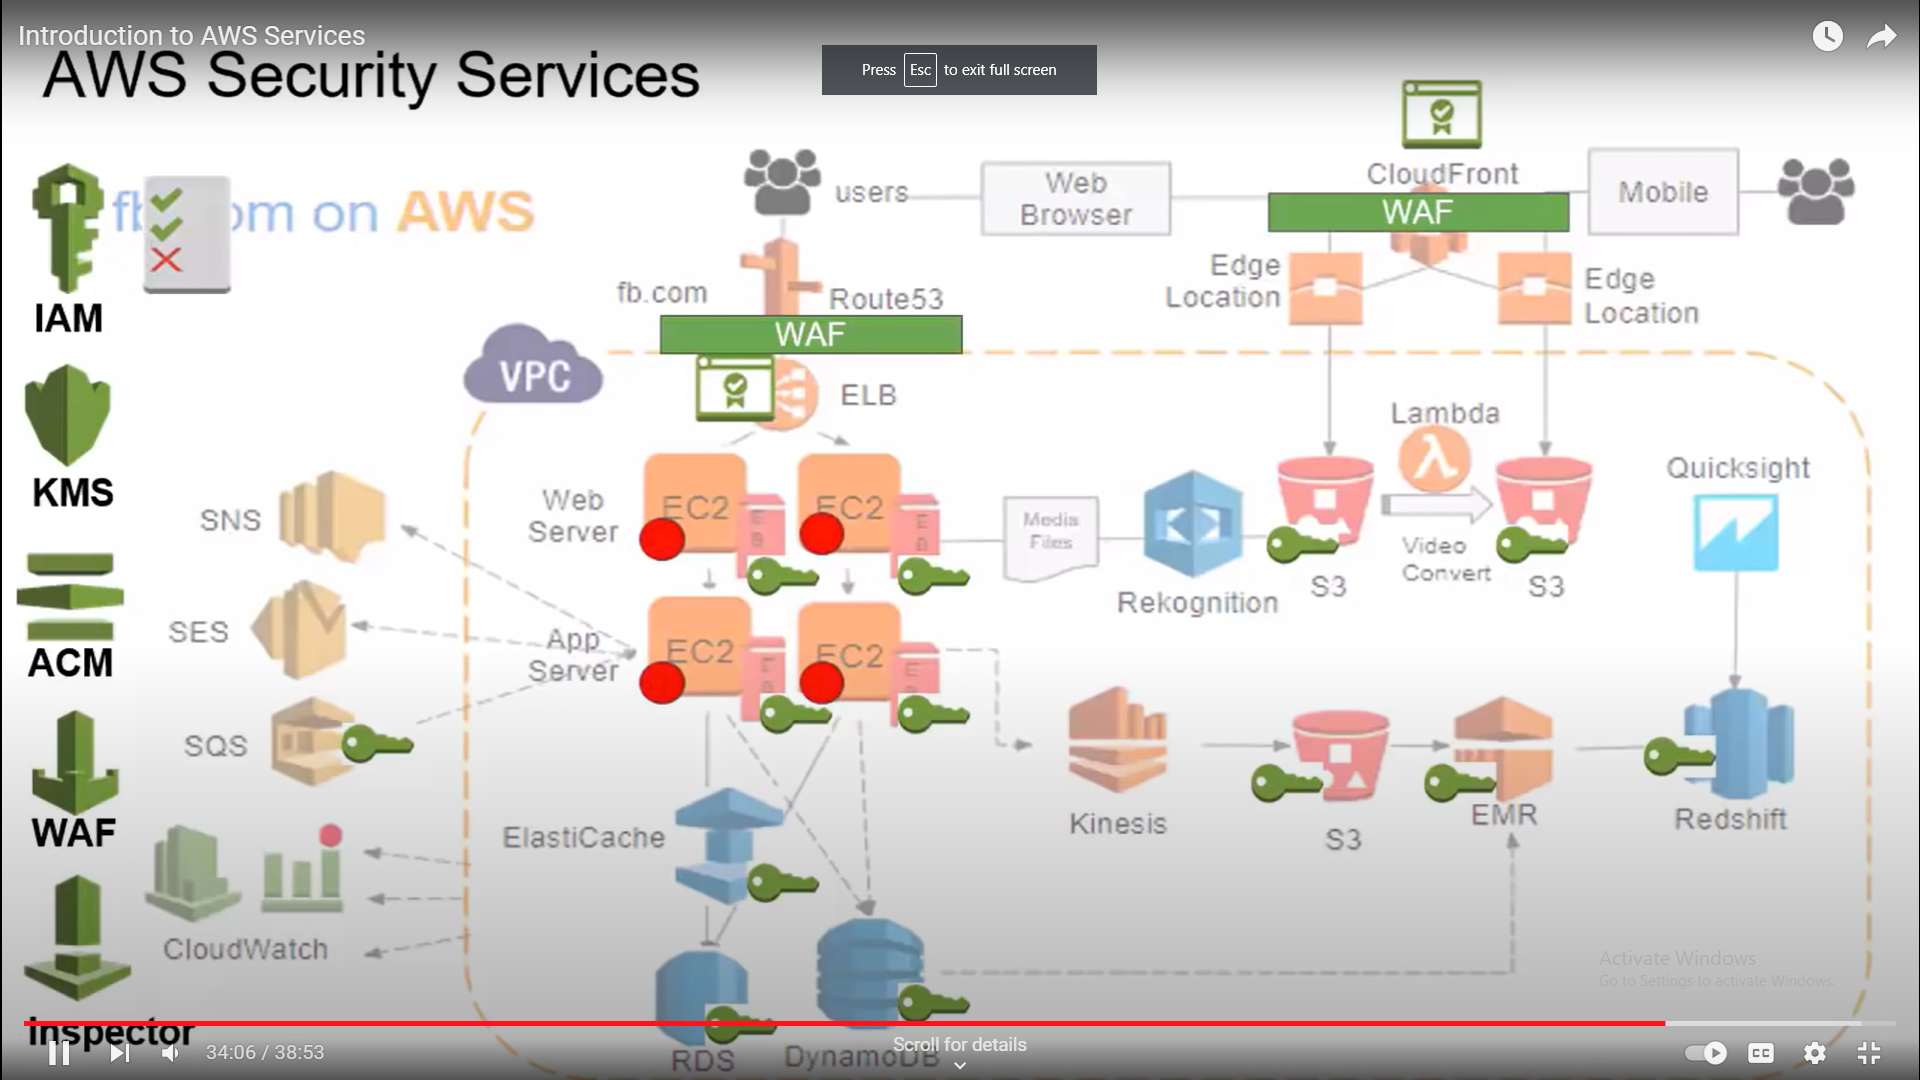 Introduction to AWS Services
AWS Security Services
Press Esc to exit full screen
CloudFront
users
Web
Browser
WAF
Mobile
om on AWS
IAM
fb.com
Route53
Edge
Location
Edge
Location
WAF
VPC
ELB
Lambda
KMS
SNS
Web
Server
EC2
EC2
Media
Files
Rekognition
S3
Video
Convert
S3
Quicksight
ACM
SES
App
Server
EC2
EC2
SQS
WAF
ElastiCache
Kinesis
S3
EMR
Redshift
CloudWatch
Activate Windows
Go to Settings to activate Windows.
Inspector
34:06 / 38:53
Scroll for details
RDS
DynamoDB
CC